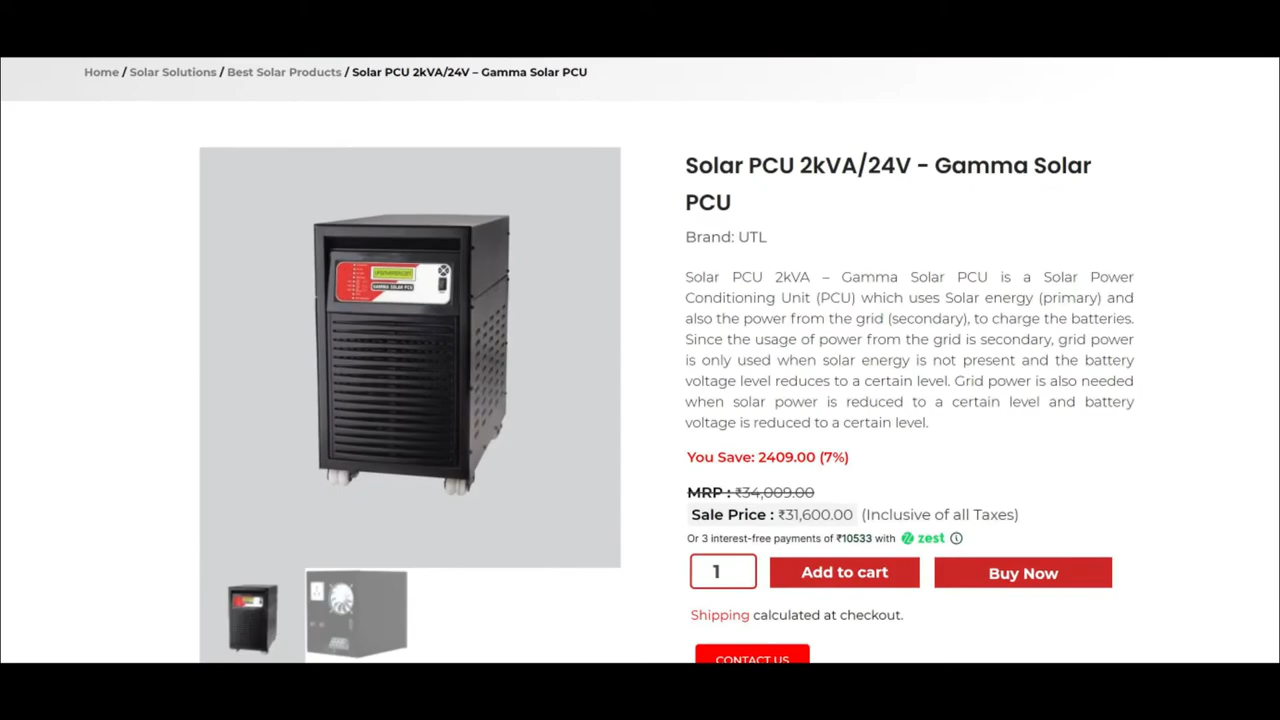 Home / Solar Solutions / Best Solar Products / Solar PCU 2kVA/24V – Gamma Solar PCU
Solar PCU 2kVA/24V - Gamma Solar
PCU
Brand: UTL
Solar PCU 2kVA – Gamma Solar PCU is a Solar Power
Conditioning Unit (PCU) which uses Solar energy (primary) and
also the power from the grid (secondary), to charge the batteries.
Since the usage of power from the grid is secondary, grid power
is only used when solar energy is not present and the battery
voltage level reduces to a certain level. Grid power is also needed
when solar power is reduced to a certain level and battery
voltage is reduced to a certain level.
You Save: 2409.00 (7%)
MRP : ₹34,009.00
Sale Price : ₹31,600.00 (Inclusive of all Taxes)
Or 3 interest-free payments of ₹10533 with zest
1
Add to cart
Buy Now
Shipping calculated at checkout.
CONTACT US
GAMMA SOLAR PCU